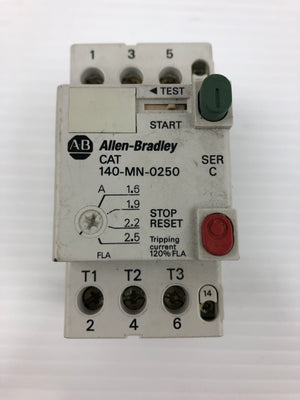 1 3 5
◄ TEST
START
AB Allen-Bradley
CAT SER
140-MN-0250 C
A 1.6
1.9
2.2
2.5
FLA
STOP
RESET
Tripping
current
120% FLA
T1 T2 T3
14
2 4 6